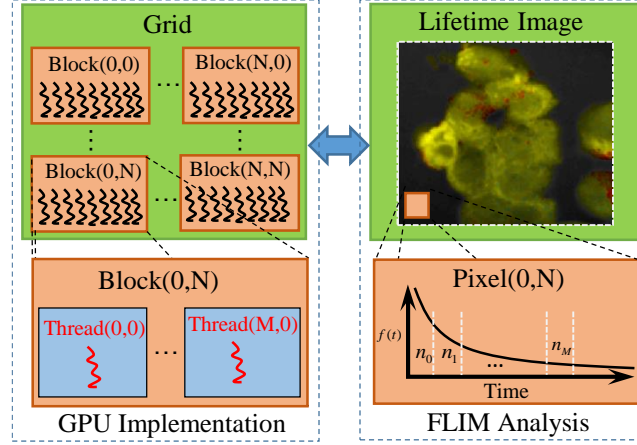 Grid
Block(0,0)
...
Block(N,0)
...
...
Block(0,N)
...
Block(N,N)
Block(0,N)
Thread(0,0)
...
Thread(M,0)
GPU Implementation
Lifetime Image
Pixel(0,N)
f(t)
n0
n1
...
nM
Time
FLIM Analysis